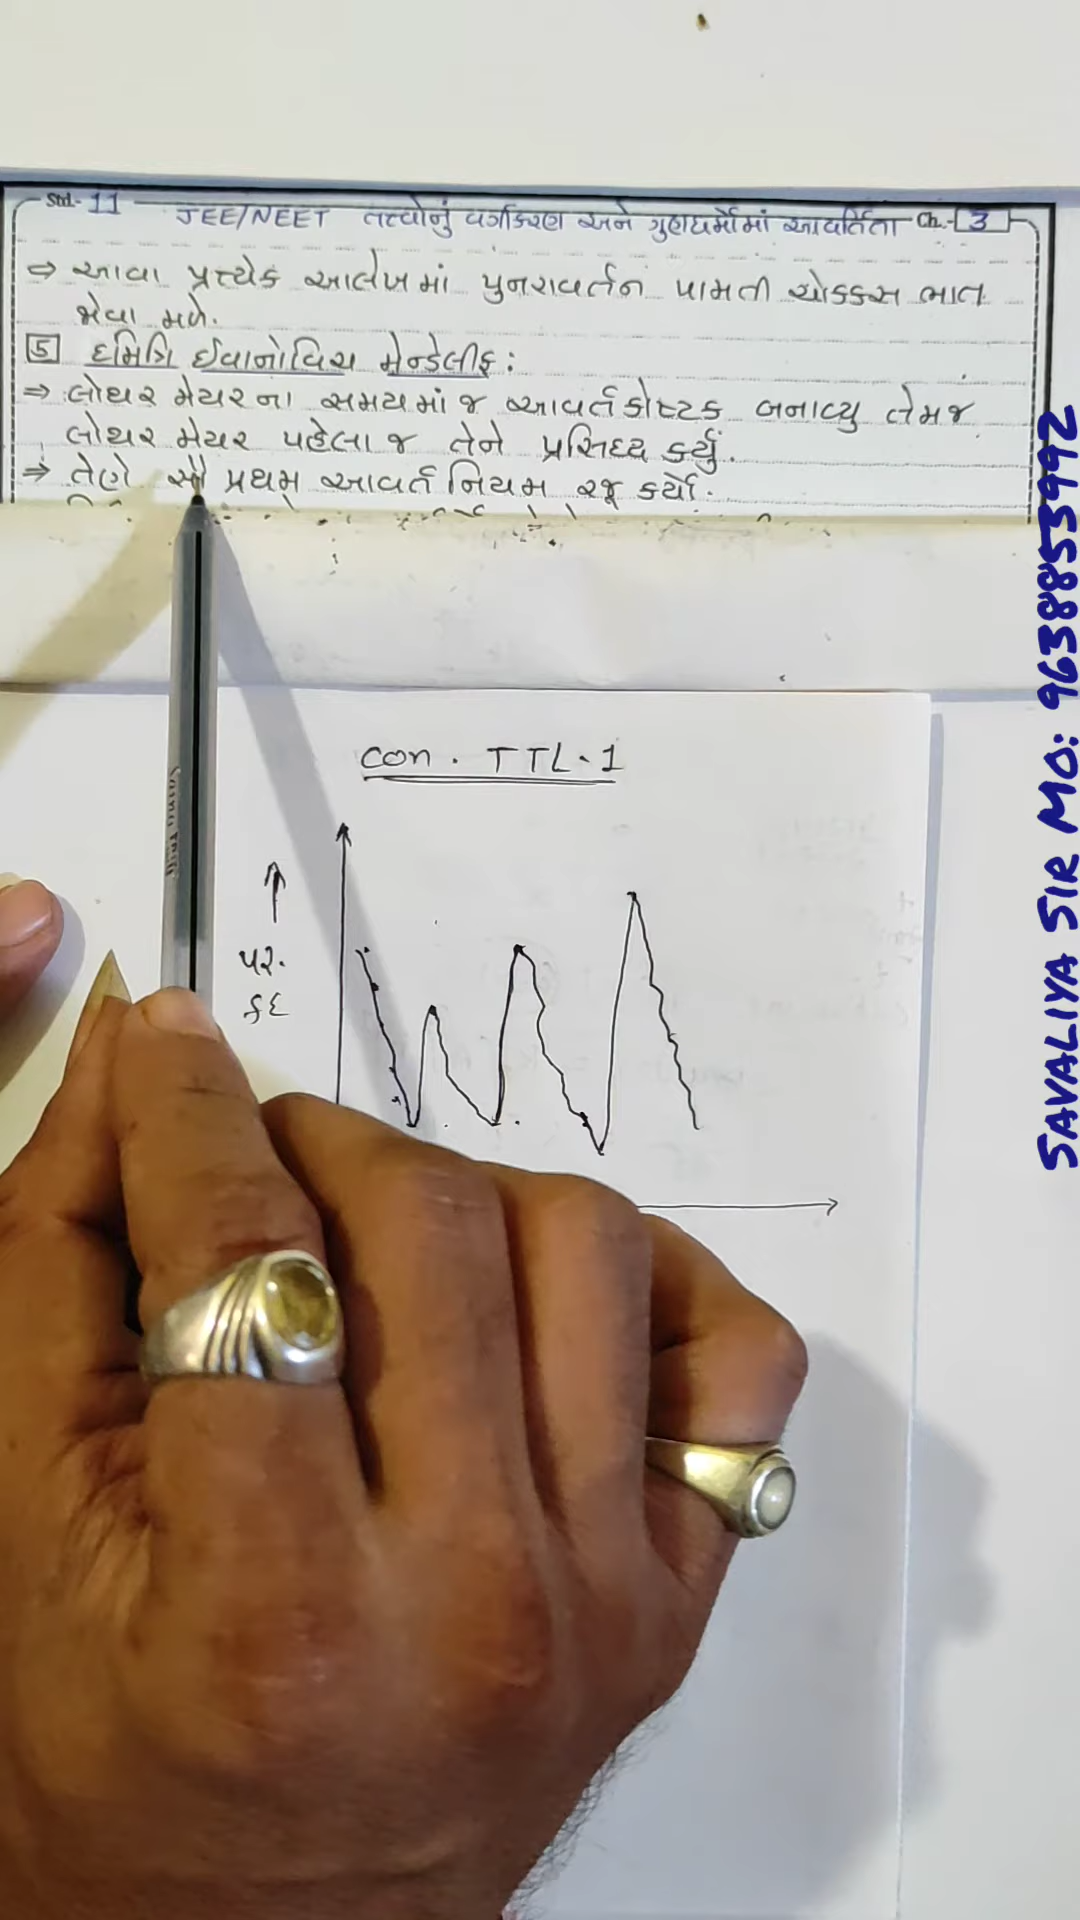 Std.- 11 JEE/NEET તત્ત્વોનું વર્ગીકરણ અને ગુણધર્મોમાં આવર્તિતા Ch.- 3
⇒ આવા પ્રત્યેક આલેખમાં પુનરાવર્તન પામતી ચોક્કસ ભાત
જોવા મળે.
5 દમિત્રિ ઈવાનોવિચ મેન્ડેલીફ :
⇒ લોથર મેયરના સમયમાં જ આવર્તકોષ્ટક બનાવ્યુ તેમજ
લોથર મેયર પહેલા જ તેને પ્રસિધ્ધ કર્યું.
⇒ તેણે સૌ પ્રથમ આવર્ત નિયમ રજૂ કર્યો.
con. TTL-1
પર.
કદ
SAVALIYA SIR MO: 9638853992